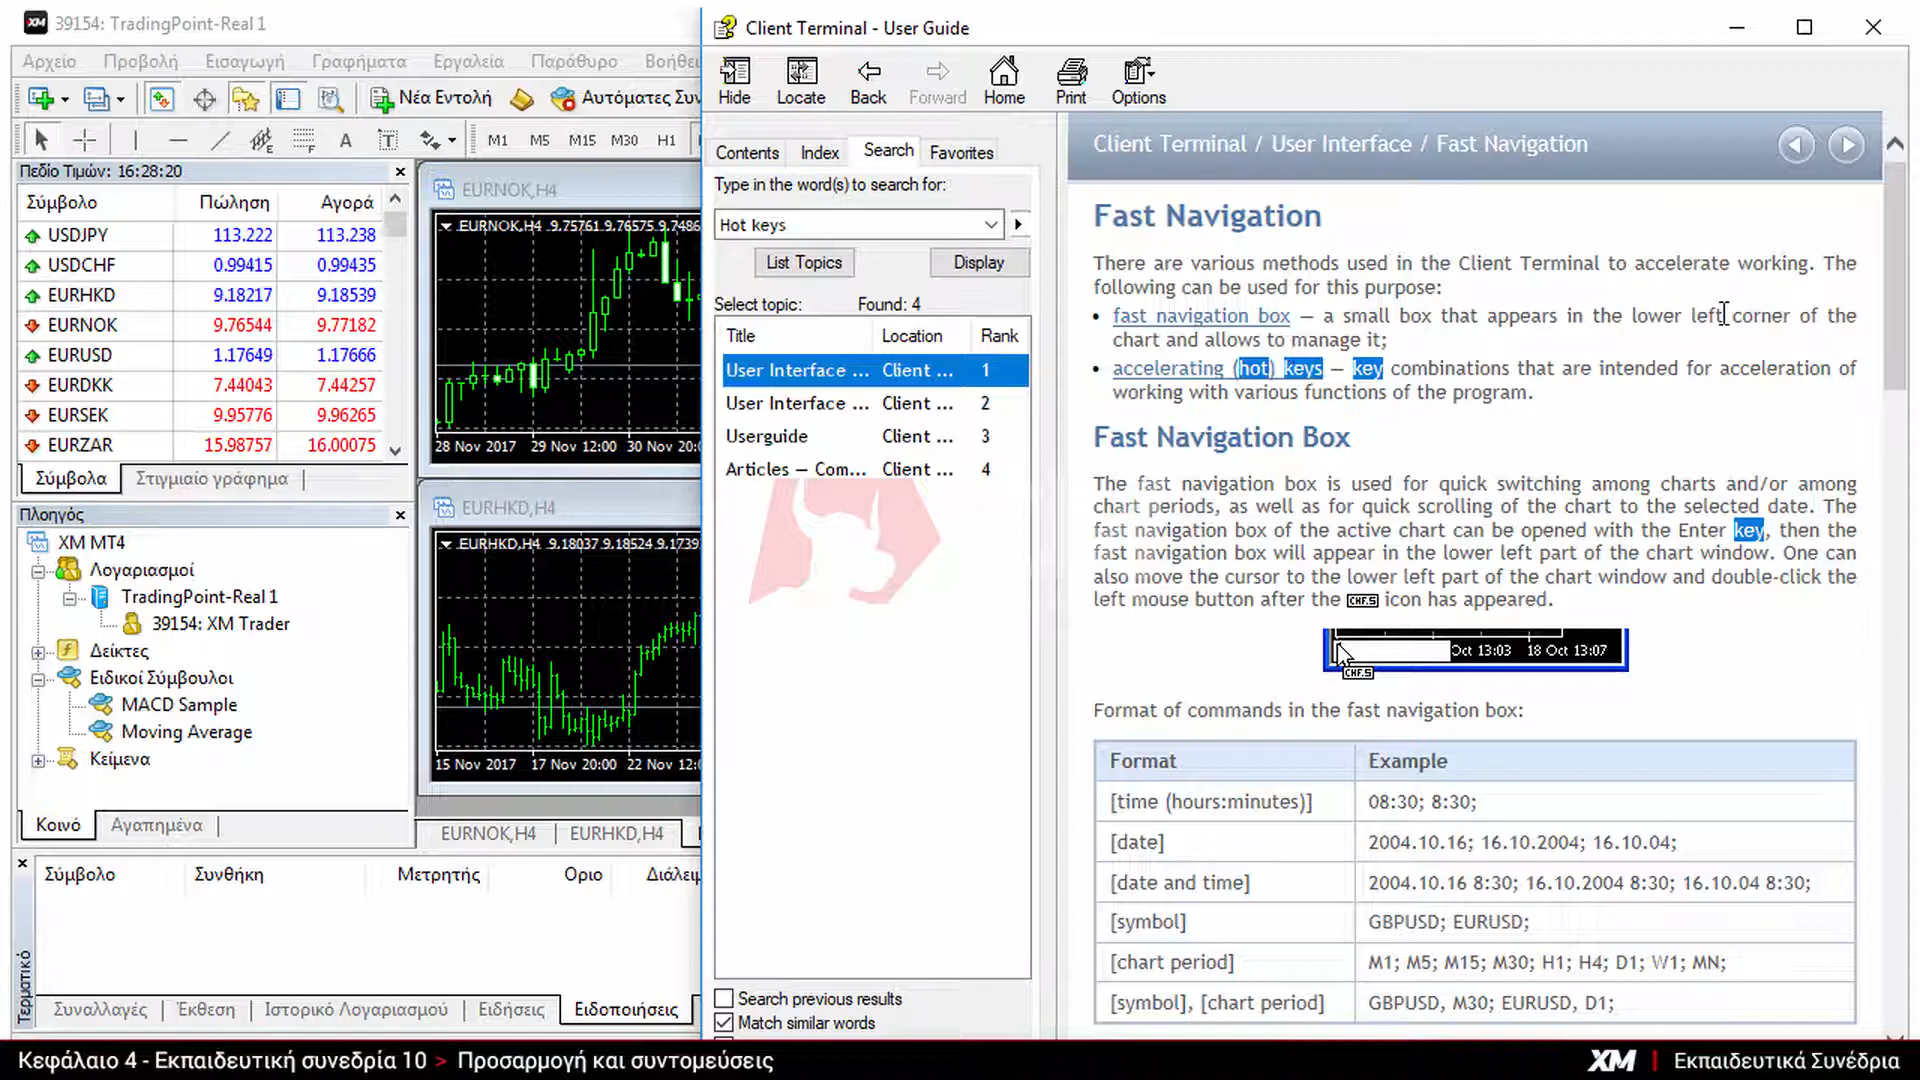 XM 39154: TradingPoint-Real 1
Αρχείο Προβολή Εισαγωγή Γραφήματα Εργαλεία Παράθυρο
Νέα Εντολή
A T M1 M5 M15 M30 H1
Πεδίο Τιμών: 16:28:20
Σύμβολο Πώληση Αγορά
USDJPY 113.222 113.238
USDCHF 0.99415 0.99435
EURHKD 9.18217 9.18539
EURNOK 9.76544 9.77182
EURUSD 1.17649 1.17666
EURDKK 7.44043 7.44257
EURSEK 9.95776 9.96265
EURZAR 15.98757 16.00075
Σύμβολα Στιγμιαίο γράφημα
Πλοηγός
XM MT4
Λογαριασμοί
TradingPoint-Real 1
39154: XM Trader
Δείκτες
Ειδικοί Σύμβουλοι
MACD Sample
Moving Average
Κείμενα
Κοινό Αγαπημένα
EURNOK,H4
EURNOK,H4 9.75761 9.76575
28 Nov 2017 29 Nov 12:00
EURHKD,H4
EURHKD,H4 9.18037 9.18524
15 Nov 2017 17 Nov 20:00
EURNOK,H4 EURHKD,H4
Σύμβολο Συνθήκη Μετρητής Οριο
Τερματικό
Συναλλαγές Έκθεση Ιστορικό Λογαριασμού Ειδήσεις Ειδοποιήσεις
Client Terminal - User Guide
Hide Locate Back Forward Home Print Options
Contents Index Search Favorites
Type in the word(s) to search for:
Hot keys
List Topics Display
Select topic: Found: 4
Title Location Rank
User Interface ... Client ... 1
User Interface ... Client ... 2
Userguide Client ... 3
Articles — Com... Client ... 4
Search previous results
Match similar words
Client Terminal / User Interface / Fast Navigation
Fast Navigation
There are various methods used in the Client Terminal to accelerate working. The
following can be used for this purpose:
• fast navigation box — a small box that appears in the lower left corner of the
chart and allows to manage it;
• accelerating (hot) keys — key combinations that are intended for acceleration of
working with various functions of the program.
Fast Navigation Box
The fast navigation box is used for quick switching among charts and/or among
chart periods, as well as for quick scrolling of the chart to the selected date. The
fast navigation box of the active chart can be opened with the Enter key, then the
fast navigation box will appear in the lower left part of the chart window. One can
also move the cursor to the lower left part of the chart window and double-click the
left mouse button after the CHF.S icon has appeared.
Oct 13:03 18 Oct 13:07
CHF.S
Format of commands in the fast navigation box:
Format Example
[time (hours:minutes)] 08:30; 8:30;
[date] 2004.10.16; 16.10.2004; 16.10.04;
[date and time] 2004.10.16 8:30; 16.10.2004 8:30; 16.10.04 8:30;
[symbol] GBPUSD; EURUSD;
[chart period] M1; M5; M15; M30; H1; H4; D1; W1; MN;
[symbol], [chart period] GBPUSD, M30; EURUSD, D1;
Κεφάλαιο 4 - Εκπαιδευτική συνεδρία 10 > Προσαρμογή και συντομεύσεις
XM | Εκπαιδευτικά Συνέδρια